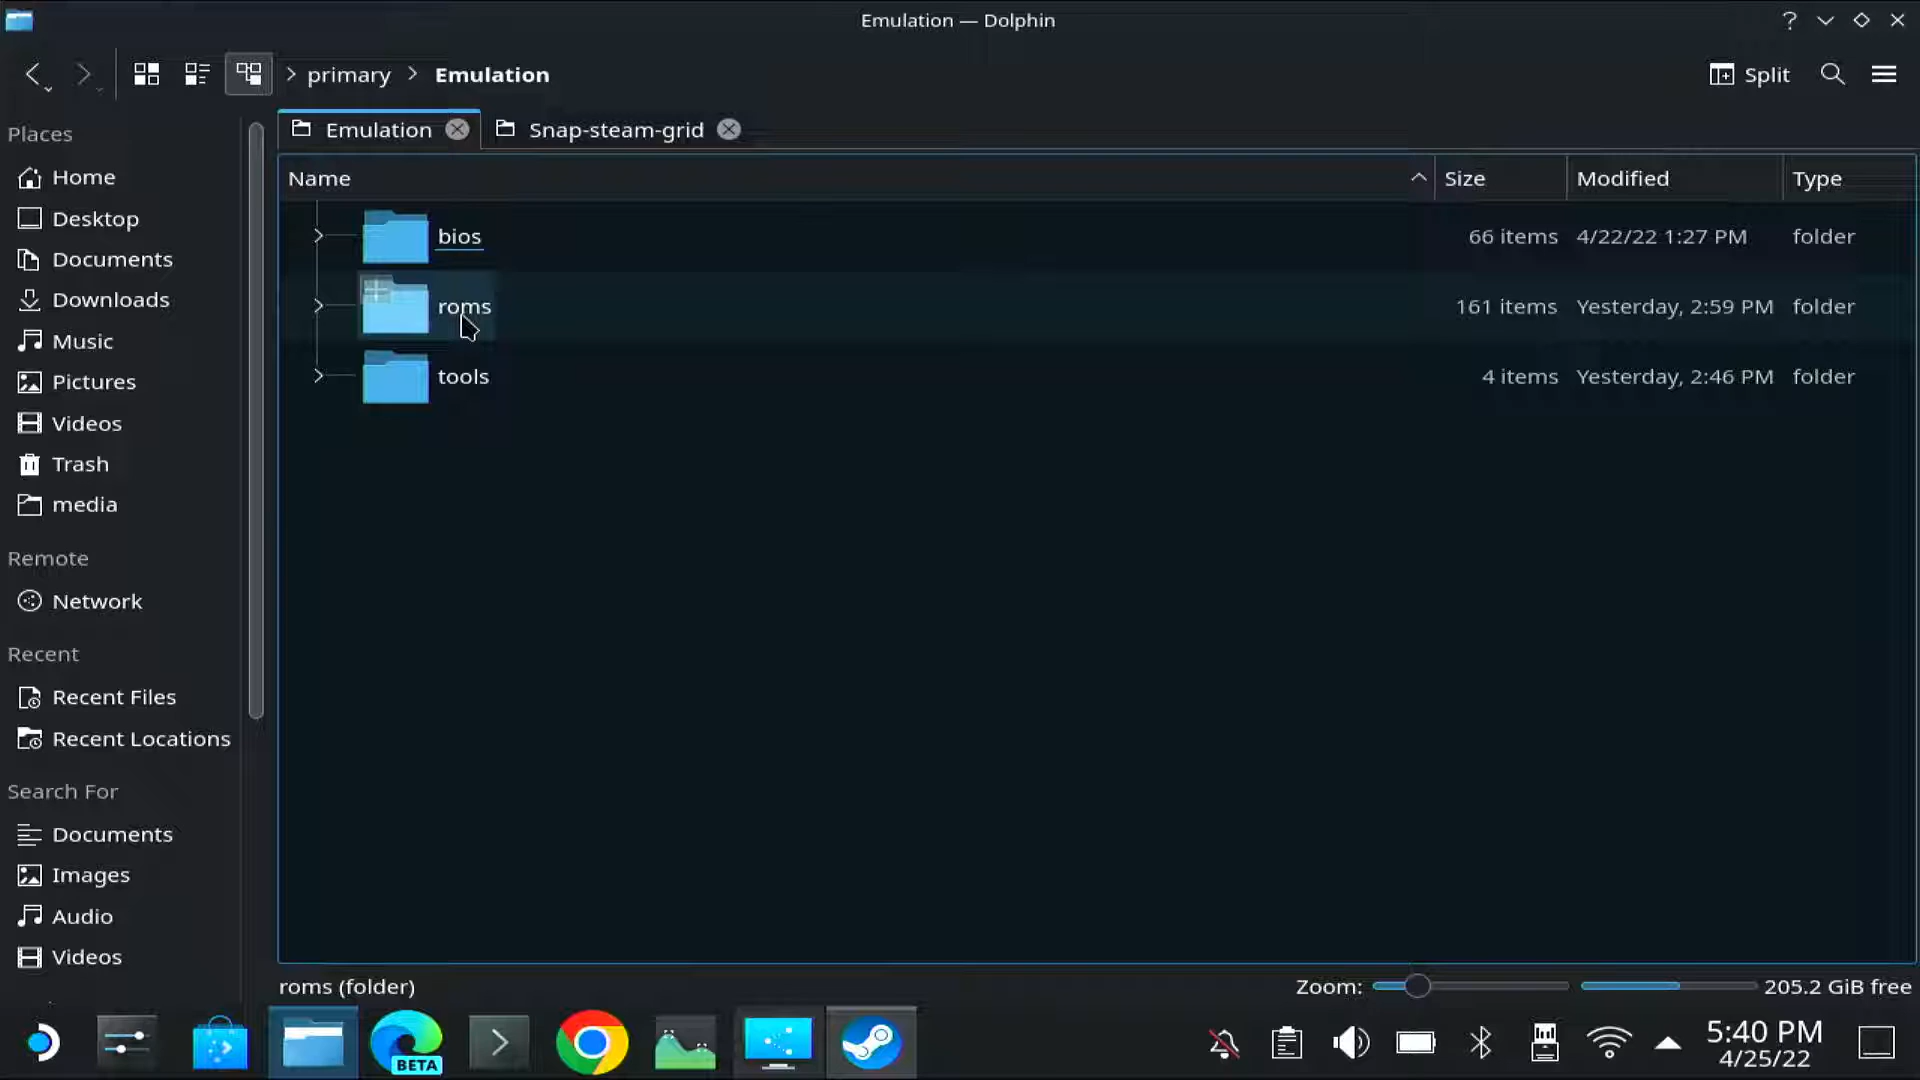 Emulation — Dolphin
primary
Emulation
Split
Places
Home
Desktop
Documents
Downloads
Music
Pictures
Videos
Trash
media
Remote
Network
Recent
Recent Files
Recent Locations
Search For
Documents
Images
Audio
Videos
Emulation
Snap-steam-grid
Name Size Modified Type
bios 66 items 4/22/22 1:27 PM folder
roms 161 items Yesterday, 2:59 PM folder
tools 4 items Yesterday, 2:46 PM folder
roms (folder)
Zoom:
205.2 GiB free
BETA
5:40 PM
4/25/22